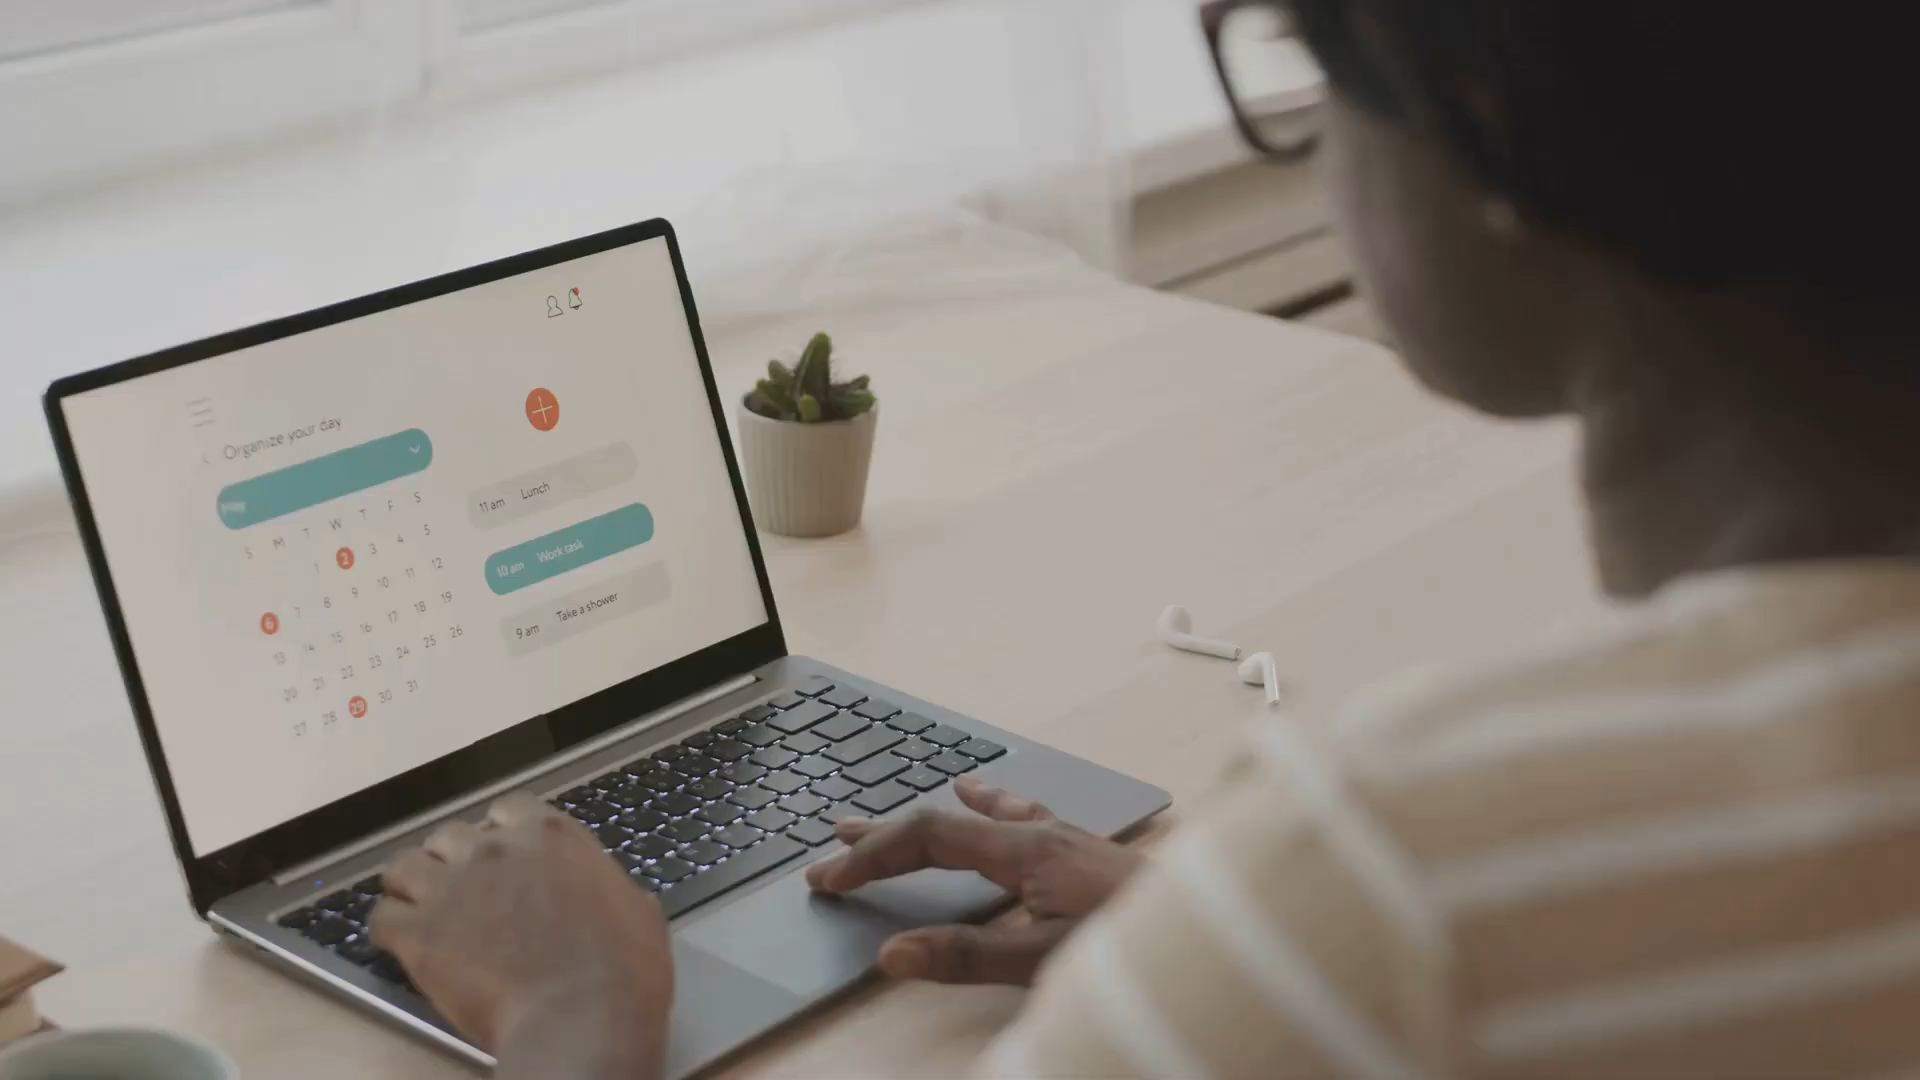 Organize your day
May
S M T W T F S
1 2 3 4 5
6 7 8 9 10 11 12
13 14 15 16 17 18 19
20 21 22 23 24 25 26
27 28 29 30 31
11 am Lunch
10 am Work task
9 am Take a shower